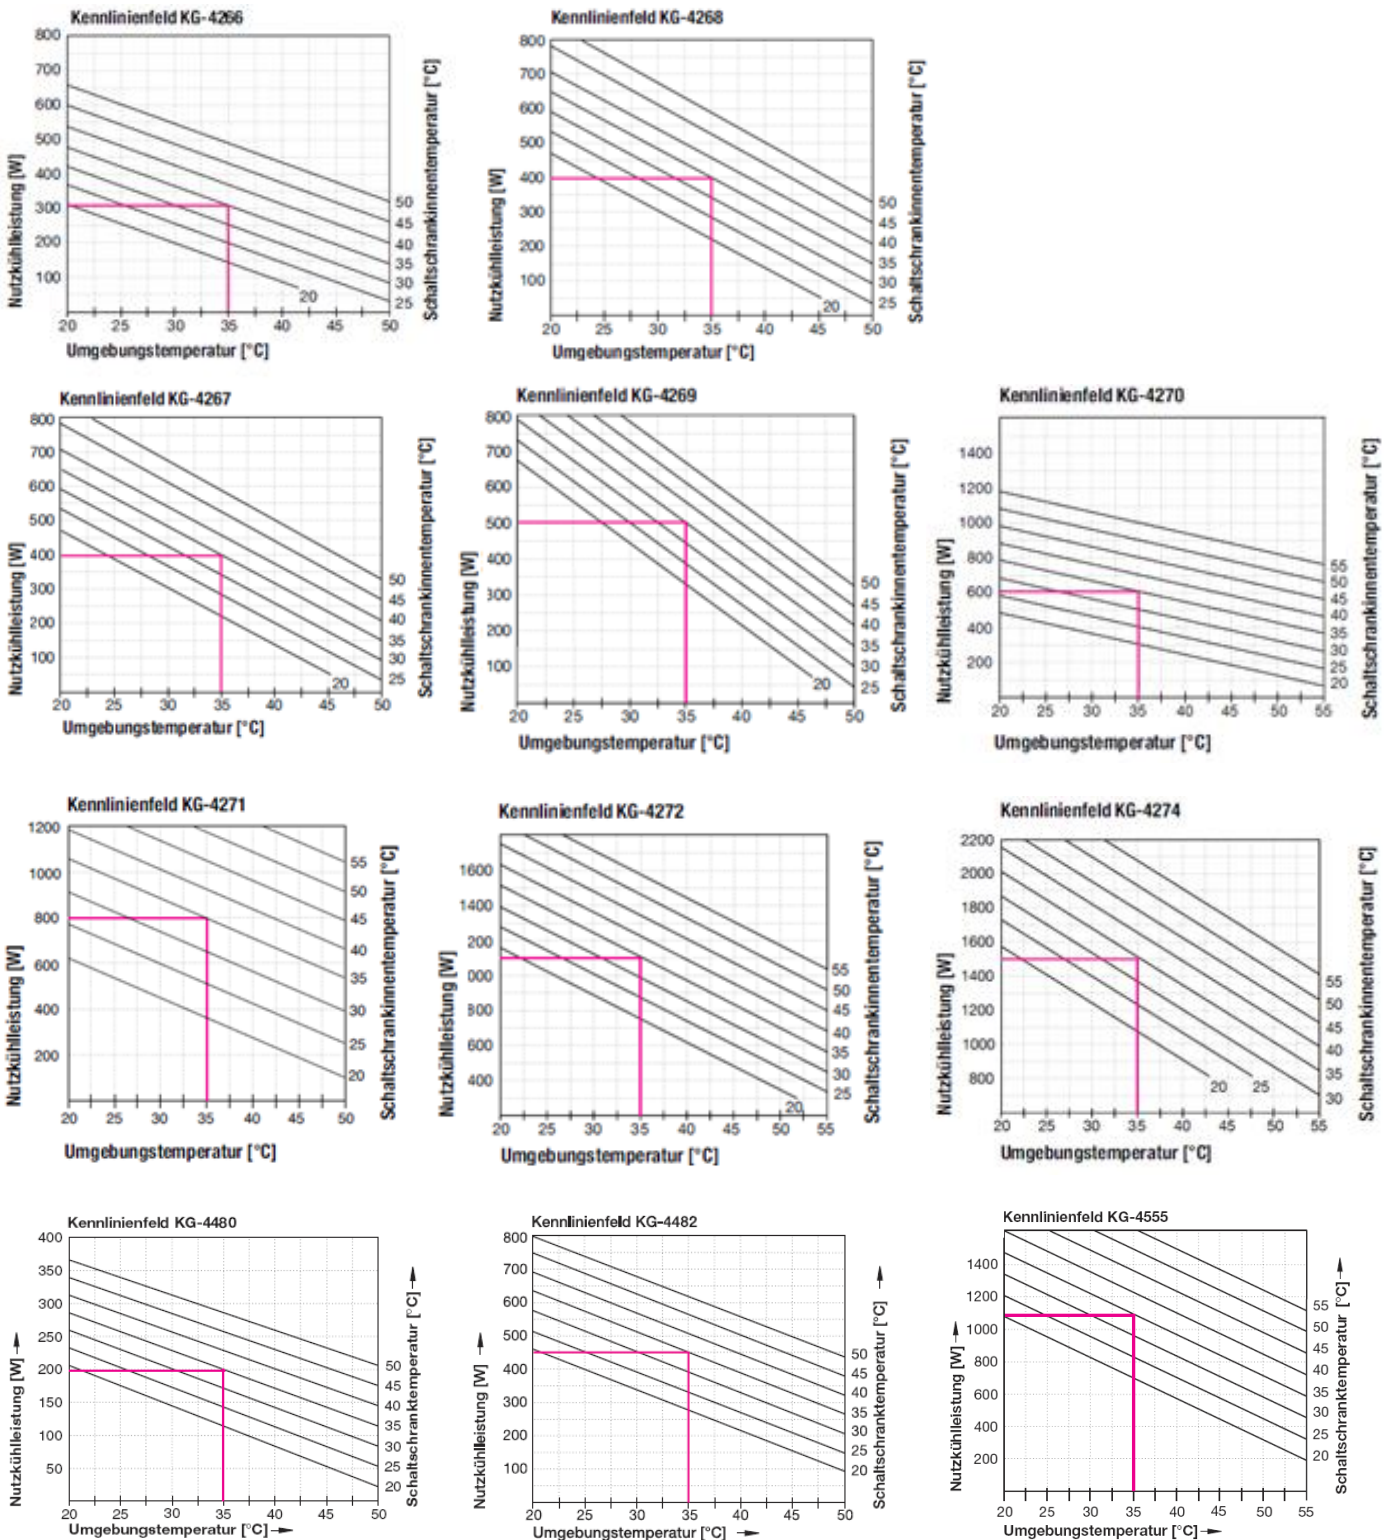 Kennlinienfeld KG-4266
800
700
600
500
400
300
200
100
Nutzkühlleistung [W]
20 25 30 35 40 45 50
Umgebungstemperatur [°C]
50
45
40
35
30
25
20
Schaltschrankinnentemperatur [°C]
Kennlinienfeld KG-4268
800
700
600
500
400
300
200
100
Nutzkühlleistung [W]
20 25 30 35 40 45 50
Umgebungstemperatur [°C]
50
45
40
35
30
25
20
Schaltschrankinnentemperatur [°C]
Kennlinienfeld KG-4267
800
700
600
500
400
300
200
100
Nutzkühlleistung [W]
20 25 30 35 40 45 50
Umgebungstemperatur [°C]
50
45
40
35
30
25
20
Schaltschrankinnentemperatur [°C]
Kennlinienfeld KG-4269
800
700
600
500
400
300
200
100
Nutzkühlleistung [W]
20 25 30 35 40 45 50
Umgebungstemperatur [°C]
50
45
40
35
30
25
20
Schaltschrankinnentemperatur [°C]
Kennlinienfeld KG-4270
1400
1200
1000
800
600
400
200
Nutzkühlleistung [W]
20 25 30 35 40 45 50 55
Umgebungstemperatur [°C]
55
50
45
40
35
30
25
20
Schaltschrankinnentemperatur [°C]
Kennlinienfeld KG-4271
1200
1000
800
600
400
200
Nutzkühlleistung [W]
20 25 30 35 40 45 50
Umgebungstemperatur [°C]
55
50
45
40
35
30
25
20
Schaltschrankinnentemperatur [°C]
Kennlinienfeld KG-4272
1600
1400
200
000
800
600
400
Nutzkühlleistung [W]
20 25 30 35 40 45 50 55
Umgebungstemperatur [°C]
55
50
45
40
35
30
25
20
Schaltschrankinnentemperatur [°C]
Kennlinienfeld KG-4274
2200
2000
1800
1600
1400
1200
1000
800
Nutzkühlleistung [W]
20 25 30 35 40 45 50 55
Umgebungstemperatur [°C]
55
50
45
40
35
30
20 25
Schaltschrankinnentemperatur [°C]
Kennlinienfeld KG-4480
400
350
300
250
200
150
100
50
Nutzkühlleistung [W] →
20 25 30 35 40 45 50
Umgebungstemperatur [°C] →
50
45
40
35
30
25
20
Schaltschranktemperatur [°C] →
Kennlinienfeld KG-4482
800
700
600
500
400
300
200
100
Nutzkühlleistung [W] →
20 25 30 35 40 45 50
Umgebungstemperatur [°C] →
50
45
40
35
30
25
20
Schaltschranktemperatur [°C] →
Kennlinienfeld KG-4555
1400
1200
1000
800
600
400
200
Nutzkühlleistung [W] →
20 25 30 35 40 45 50 55
Umgebungstemperatur [°C] →
55
50
45
40
35
30
25
20
Schaltschranktemperatur [°C] →